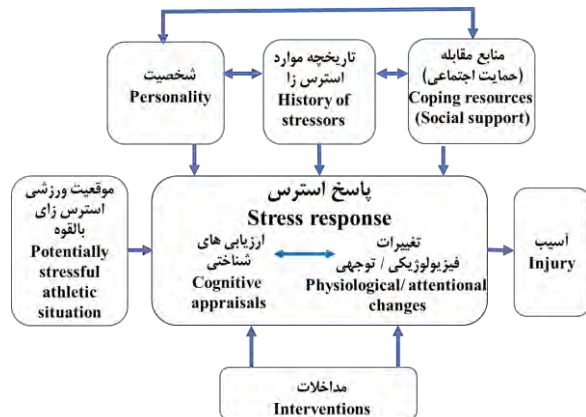 شخصیت
Personality
تاریخچه موارد
استرس زا
History of
stressors
منابع مقابله
(حمایت اجتماعی)
Coping resources
(Social support)
موقعیت ورزشی
استرس زای
بالقوه
Potentially
stressful
athletic
situation
پاسخ استرس
Stress response
ارزیابی های
شناختی
Cognitive
appraisals
تغییرات
فیزیولوژیکی / توجهی
Physiological/ attentional
changes
آسیب
Injury
مداخلات
Interventions